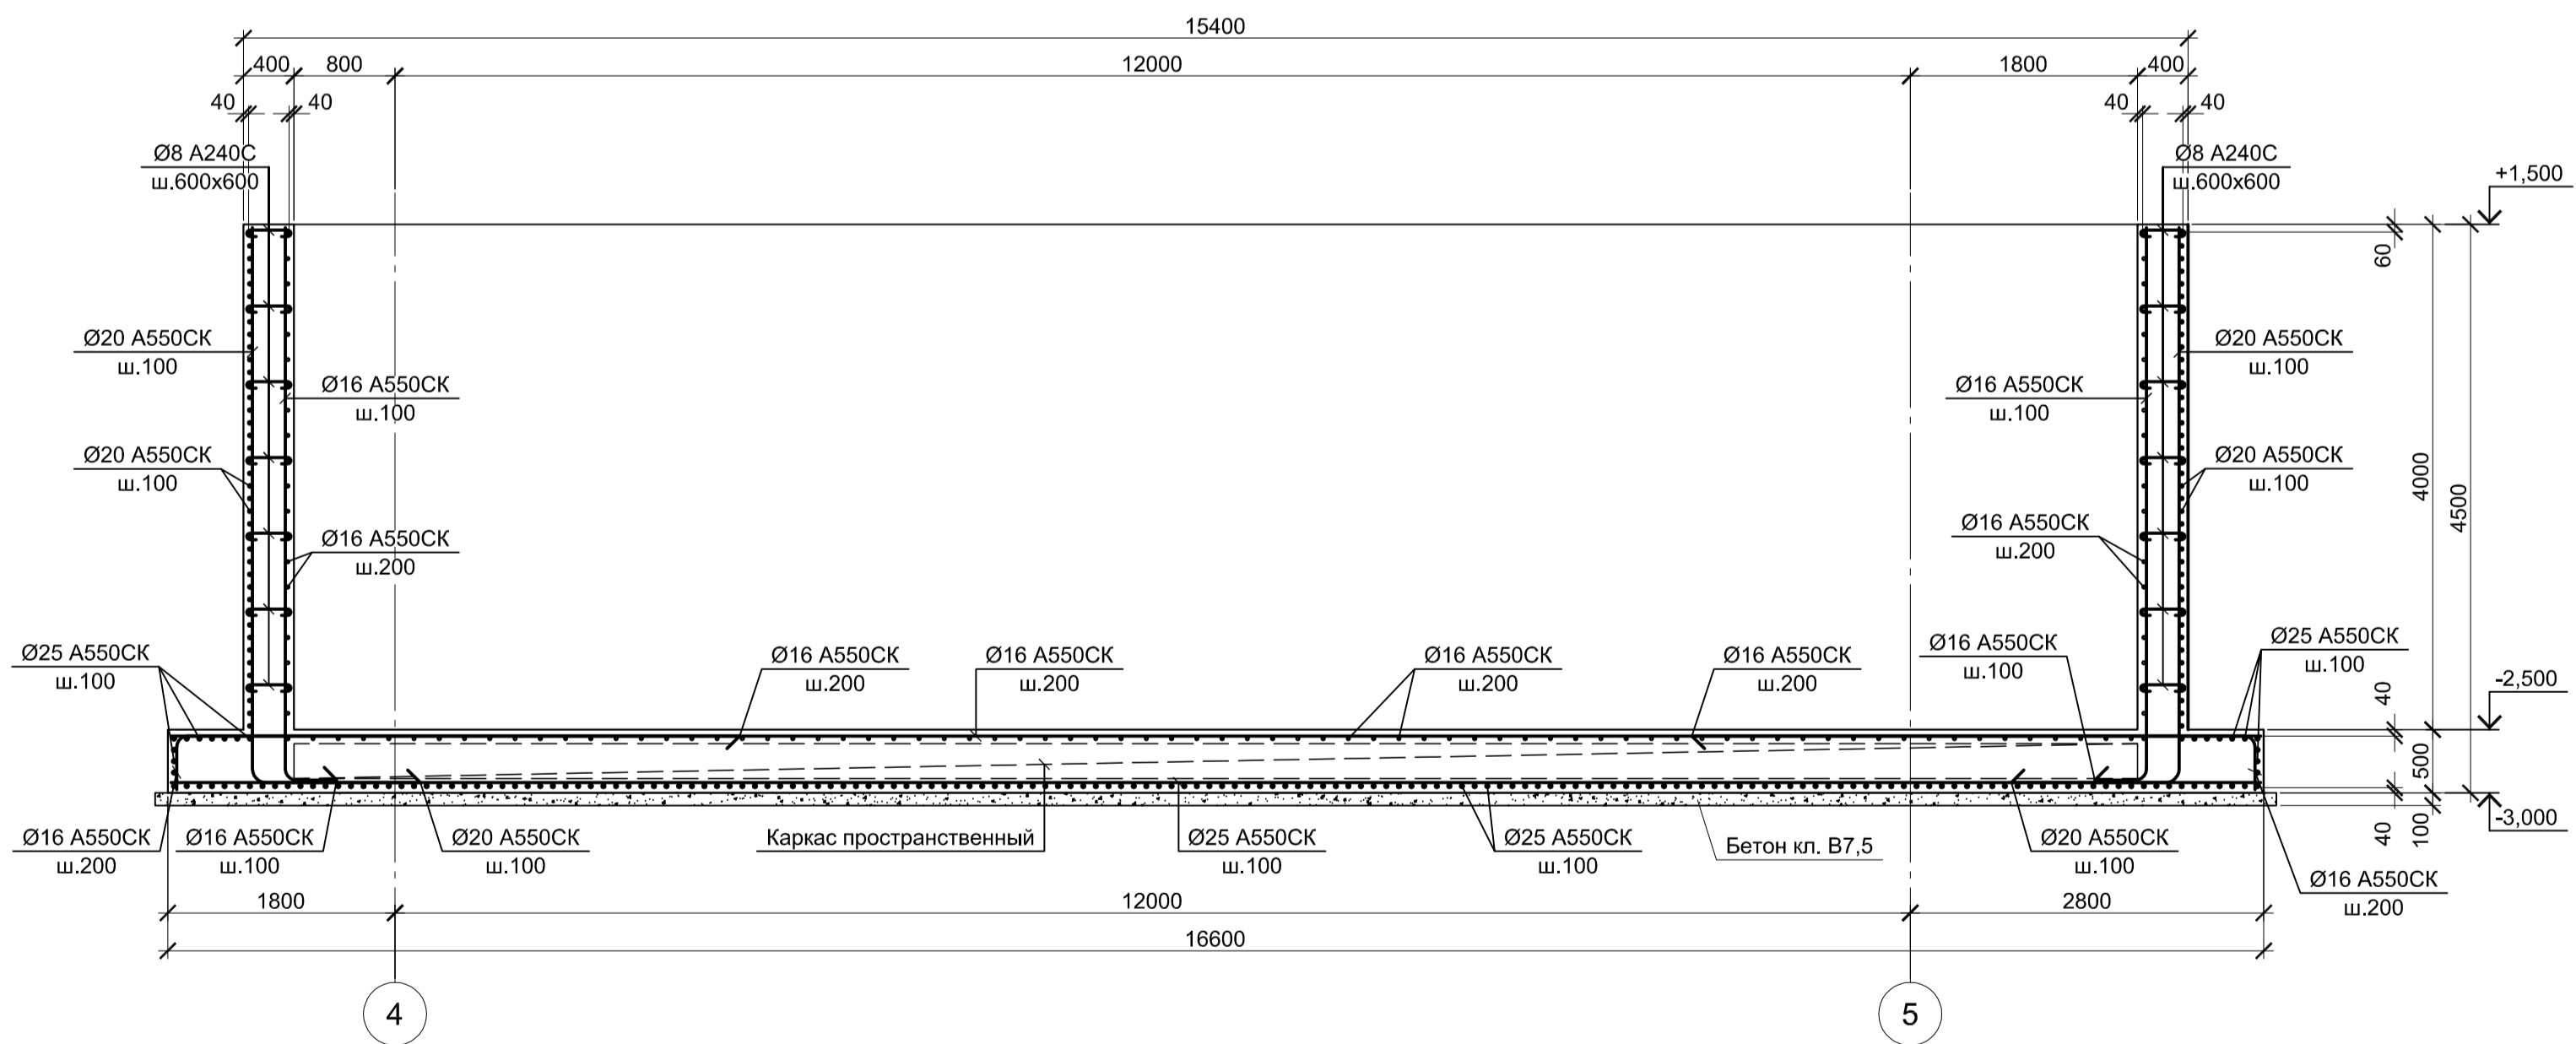 15400
400
800
12000
1800
400
40
40
40
40
Ø8 А240С
ш.600х600
Ø8 А240С
ш.600х600
+1,500
60
Ø20 А550СК
ш.100
Ø16 А550СК
ш.100
Ø16 А550СК
ш.100
Ø20 А550СК
ш.100
Ø20 А550СК
ш.100
Ø16 А550СК
ш.200
Ø16 А550СК
ш.200
Ø20 А550СК
ш.100
4000
4500
Ø25 А550СК
ш.100
Ø16 А550СК
ш.200
Ø16 А550СК
ш.200
Ø16 А550СК
ш.200
Ø16 А550СК
ш.200
Ø16 А550СК
ш.100
Ø25 А550СК
ш.100
40
-2,500
500
40
100
-3,000
Ø16 А550СК
ш.200
Ø16 А550СК
ш.100
Ø20 А550СК
ш.100
Каркас пространственный
Ø25 А550СК
ш.100
Ø25 А550СК
ш.100
Бетон кл. В7,5
Ø20 А550СК
ш.100
Ø16 А550СК
ш.200
1800
12000
2800
16600
4
5